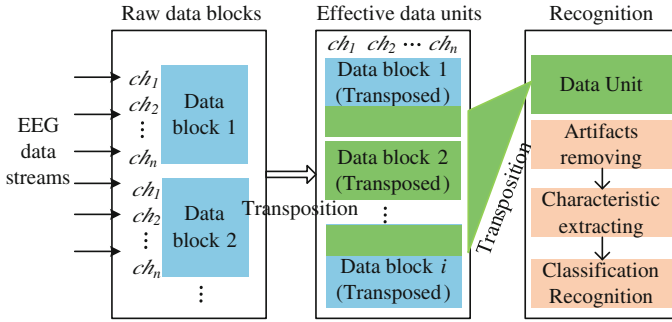 Raw data blocks
Effective data units
Recognition
EEG
data
streams
ch1
ch2
⋮
chn
Data
block 1
ch1
ch2
⋮
chn
Data
block 2
⋮
Transposition
ch1 ch2 ⋯ chn
Data block 1
(Transposed)
Data block 2
(Transposed)
⋮
Data block i
(Transposed)
Transposition
Data Unit
Artifacts
removing
Characteristic
extracting
Classification
Recognition